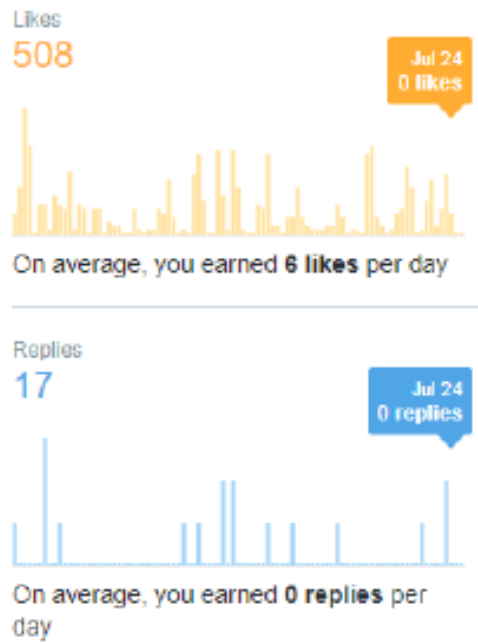 Likes
508
Jul 24
0 likes
On average, you earned 6 likes per day
Replies
17
Jul 24
0 replies
On average, you earned 0 replies per
day